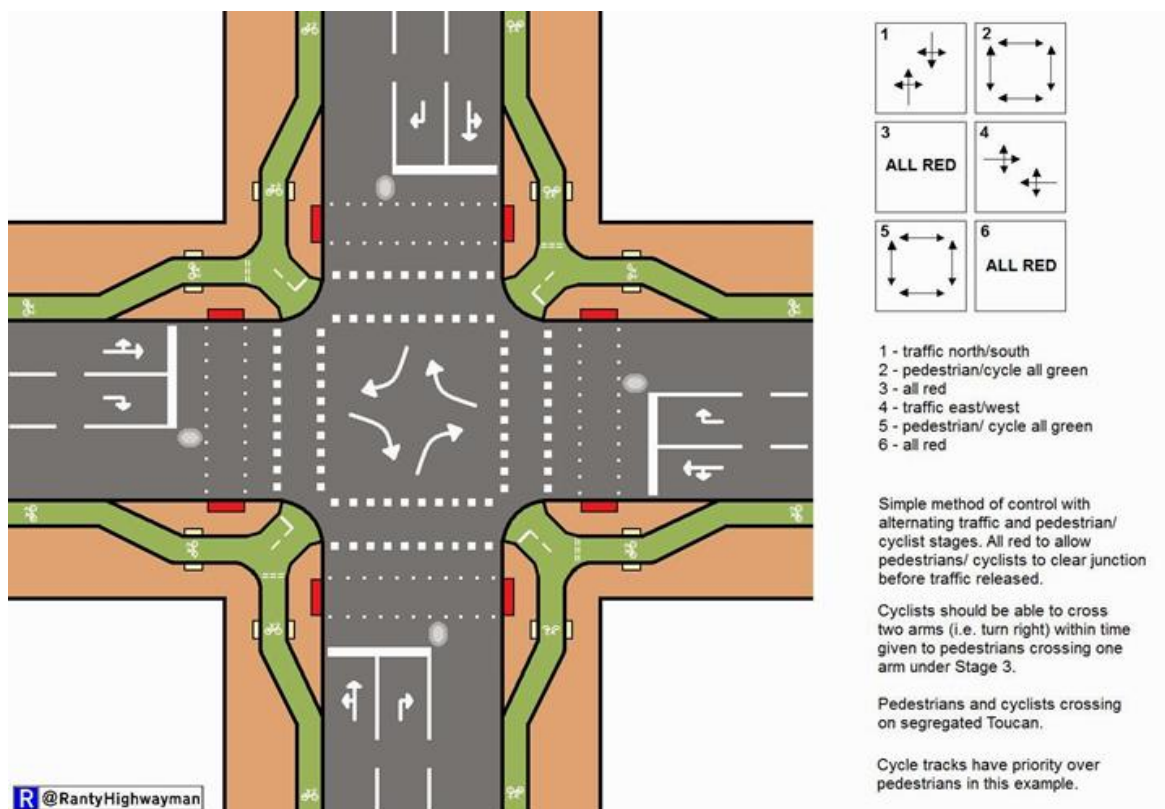 1
2
3
ALL RED
4
5
6
ALL RED
1 - traffic north/south
2 - pedestrian/cycle all green
3 - all red
4 - traffic east/west
5 - pedestrian/ cycle all green
6 - all red
Simple method of control with
alternating traffic and pedestrian/
cyclist stages. All red to allow
pedestrians/ cyclists to clear junction
before traffic released.
Cyclists should be able to cross
two arms (i.e. turn right) within time
given to pedestrians crossing one
arm under Stage 3.
Pedestrians and cyclists crossing
on segregated Toucan.
Cycle tracks have priority over
pedestrians in this example.
R @RantyHighwayman